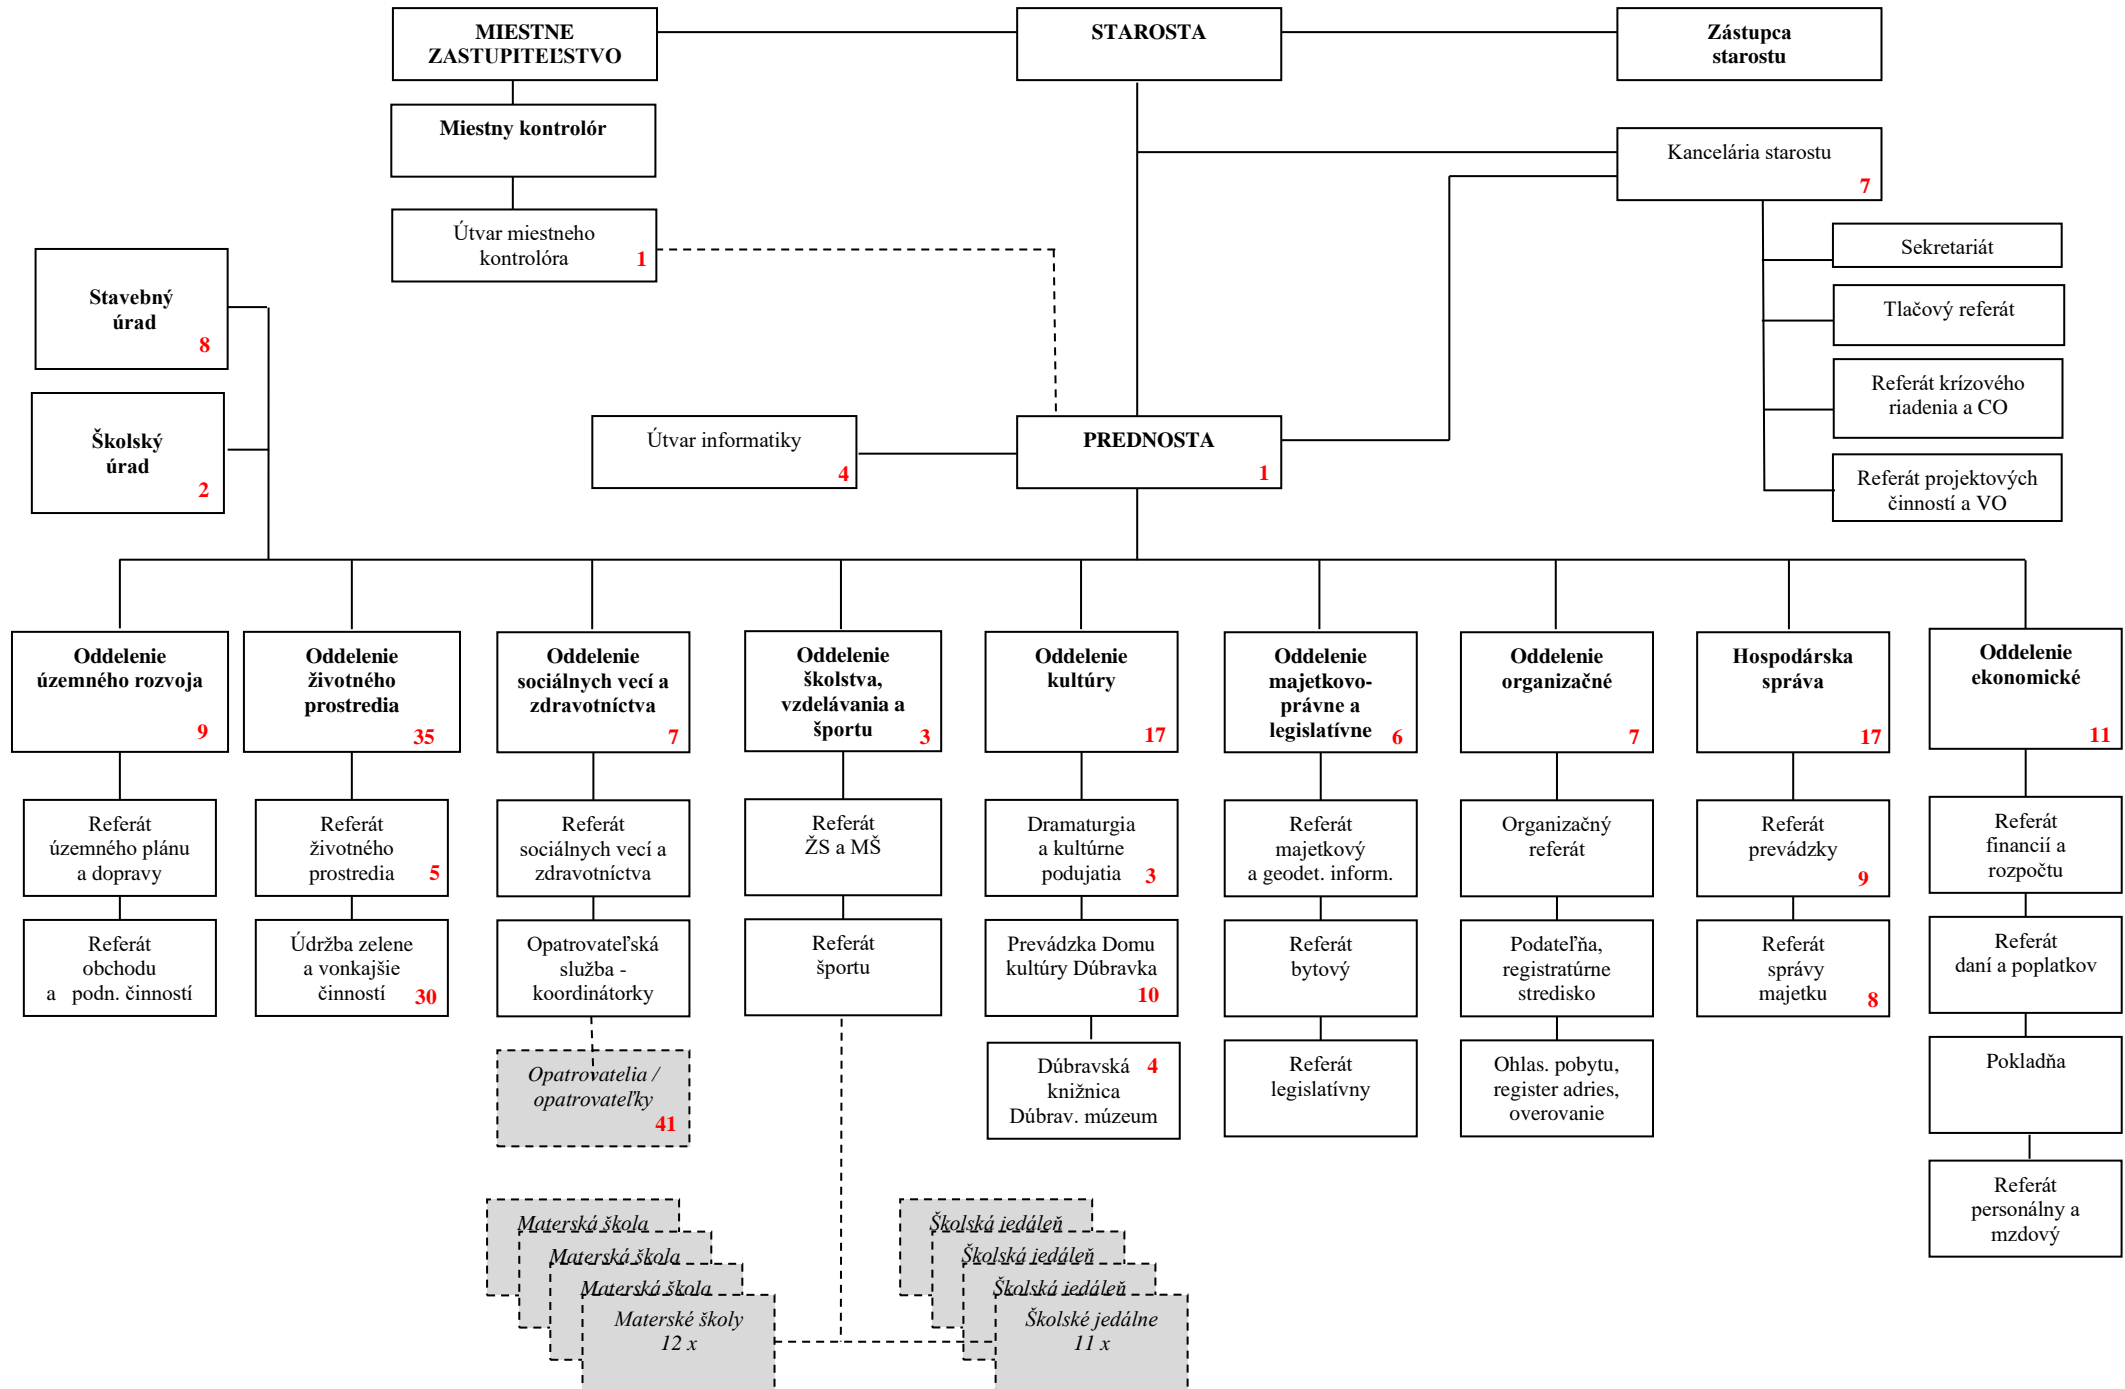 MIESTNE
ZASTUPITEĽSTVO
STAROSTA
Zástupca
starostu
Miestny kontrolór
Kancelária starostu
7
Útvar miestneho
kontrolóra
1
Sekretariát
Tlačový referát
Referát krízového
riadenia a CO
Referát projektových
činností a VO
Stavebný
úrad
8
Školský
úrad
2
Útvar informatiky
4
PREDNOSTA
1
Oddelenie
územného rozvoja
9
Oddelenie
životného
prostredia
35
Oddelenie
sociálnych vecí a
zdravotníctva
7
Oddelenie
školstva,
vzdelávania a
športu
3
Oddelenie
kultúry
17
Oddelenie
majetkovo-
právne a
legislatívne
6
Oddelenie
organizačné
7
Hospodárska
správa
17
Oddelenie
ekonomické
11
Referát
územného plánu
a dopravy
Referát
životného
prostredia
5
Referát
sociálnych vecí a
zdravotníctva
Referát
ŽS a MŠ
Dramaturgia
a kultúrne
podujatia
3
Referát
majetkový
a geodet. inform.
Organizačný
referát
Referát
prevádzky
9
Referát
financií a
rozpočtu
Referát
obchodu
a podn. činností
Údržba zelene
a vonkajšie
činností
30
Opatrovateľská
služba -
koordinátorky
Referát
športu
Prevádzka Domu
kultúry Dúbravka
10
Referát
bytový
Podateľňa,
registratúrne
stredisko
Referát
správy
majetku
8
Referát
daní a poplatkov
Opatrovatelia /
opatrovateľky
41
Dúbravská 4
knižnica
Dúbrav. múzeum
Referát
legislatívny
Ohlas. pobytu,
register adries,
overovanie
Pokladňa
Referát
personálny a
mzdový
Materská škola
Materská škola
Materská škola
Materské školy
12 x
Školská jedáleň
Školská jedáleň
Školská jedáleň
Školské jedálne
11 x